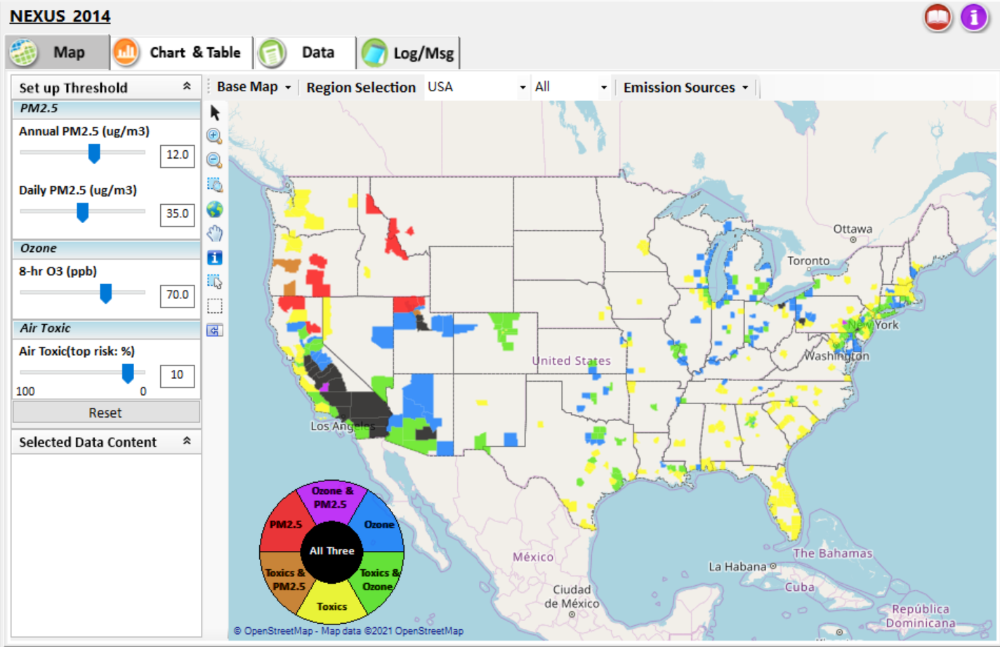 NEXUS 2014
Map
Chart & Table
Data
Log/Msg
Set up Threshold
Base Map
Region Selection
USA
All
Emission Sources
PM2.5
Annual PM2.5 (ug/m3)
12.0
Daily PM2.5 (ug/m3)
35.0
Ozone
8-hr O3 (ppb)
70.0
Air Toxic
Air Toxic(top risk: %)
10
100
0
Reset
Selected Data Content
Ottawa
Toronto
New York
Washington
United States
Los Angeles
México
Ciudad
de México
La Habana
The Bahamas
Cuba
República
Dominicana
Ozone &
PM2.5
PM2.5
Ozone
All Three
Toxics &
PM2.5
Toxics &
Ozone
Toxics
© OpenStreetMap - Map data ©2021 OpenStreetMap